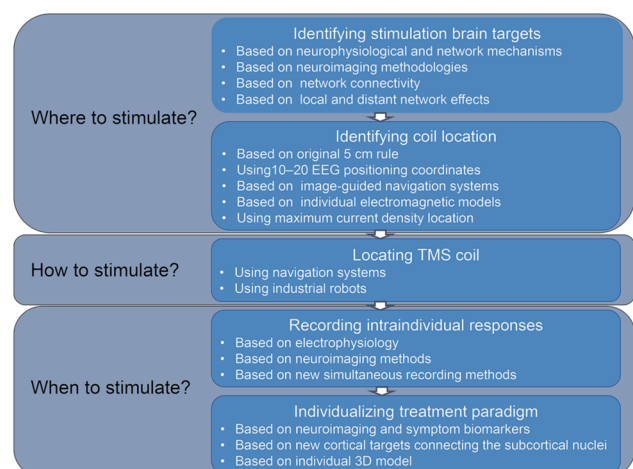 Where to stimulate?
Identifying stimulation brain targets
• Based on neurophysiological and network mechanisms
• Based on neuroimaging methodologies
• Based on network connectivity
• Based on local and distant network effects
Identifying coil location
• Based on original 5 cm rule
• Using10–20 EEG positioning coordinates
• Based on image-guided navigation systems
• Based on individual electromagnetic models
• Using maximum current density location
How to stimulate?
Locating TMS coil
• Using navigation systems
• Using industrial robots
When to stimulate?
Recording intraindividual responses
• Based on electrophysiology
• Based on neuroimaging methods
• Based on new simultaneous recording methods
Individualizing treatment paradigm
• Based on neuroimaging and symptom biomarkers
• Based on new cortical targets connecting the subcortical nuclei
• Based on individual 3D model